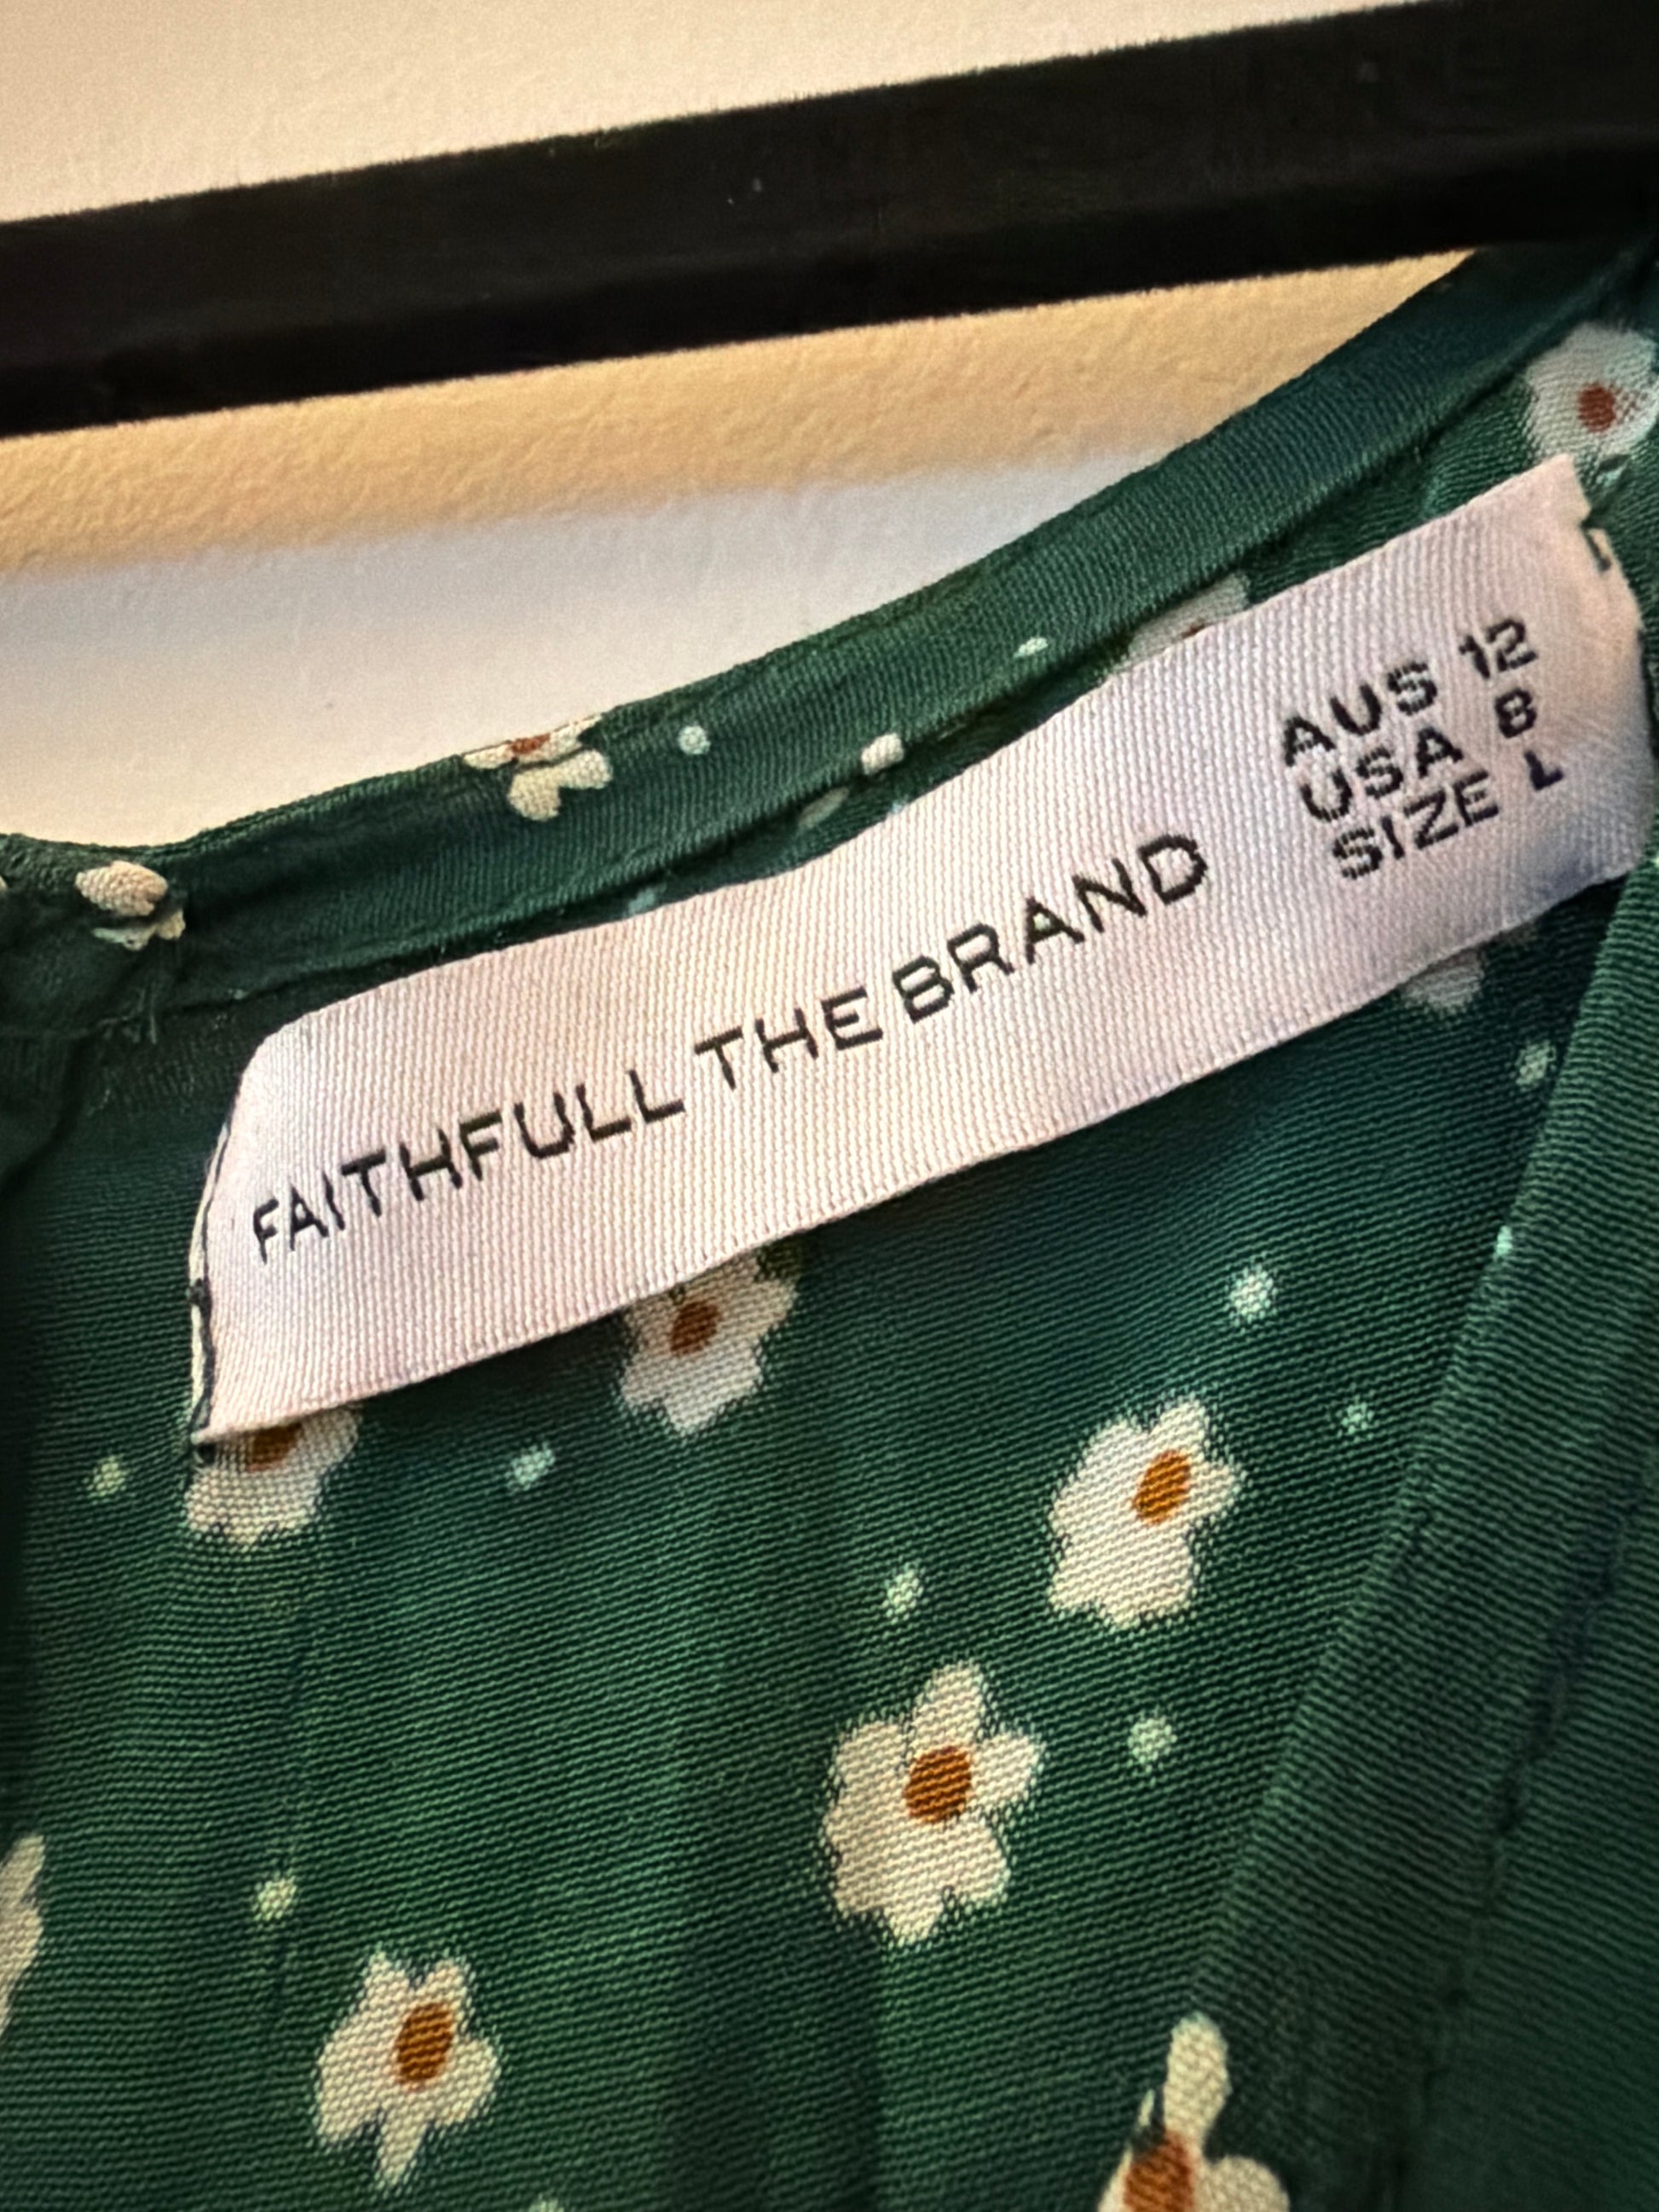 FAITHFULL THE BRAND
AUS 12
USA 8
SIZE L